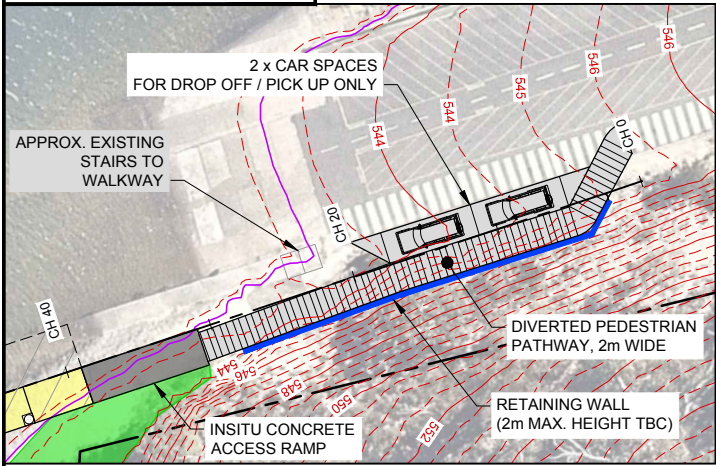 2 x CAR SPACES
FOR DROP OFF / PICK UP ONLY
APPROX. EXISTING
STAIRS TO
WALKWAY
544
544
545
546
546
CH 0
CH 20
CH 40
DIVERTED PEDESTRIAN
PATHWAY, 2m WIDE
RETAINING WALL
(2m MAX. HEIGHT TBC)
INSITU CONCRETE
ACCESS RAMP
544
546
548
550
552